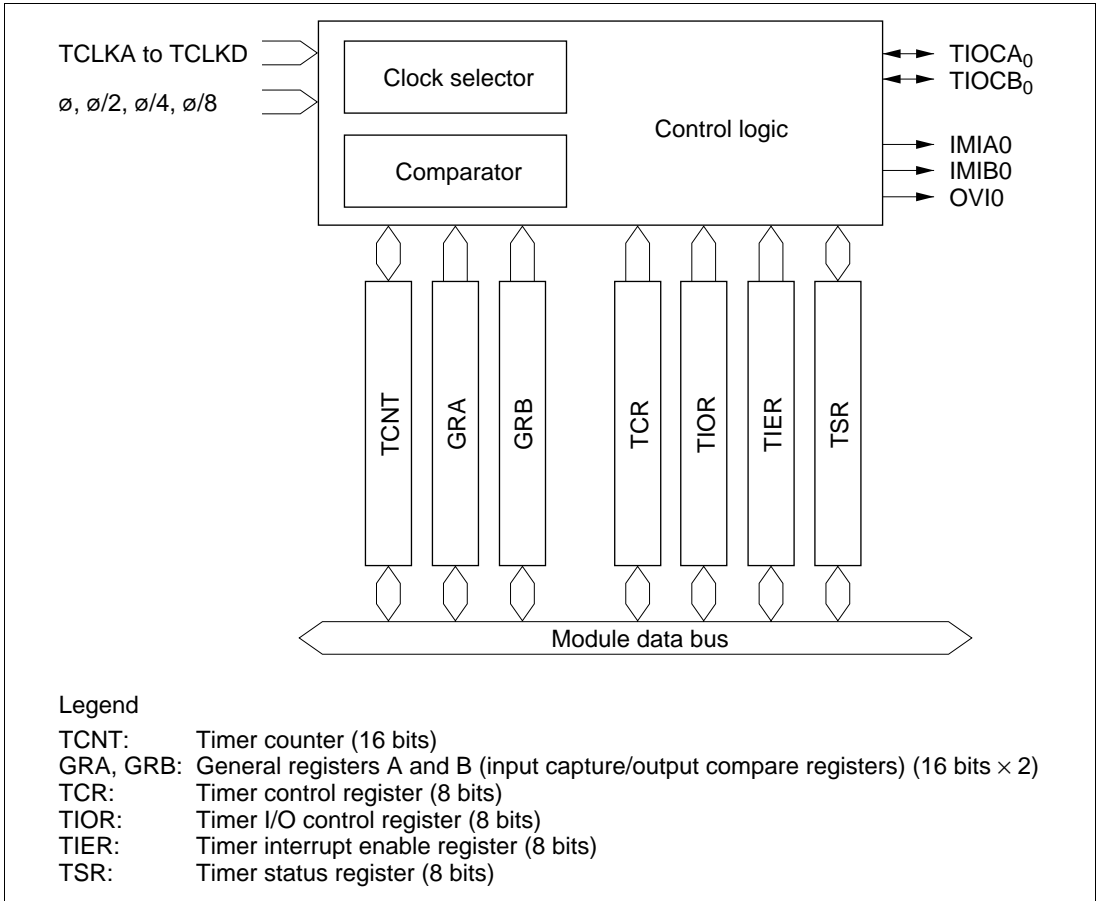 TCLKA to TCLKD
ø, ø/2, ø/4, ø/8
Clock selector
Comparator
Control logic
TIOCA0
TIOCB0
IMIA0
IMIB0
OVI0
TCNT
GRA
GRB
TCR
TIOR
TIER
TSR
Module data bus
Legend
TCNT: Timer counter (16 bits)
GRA, GRB: General registers A and B (input capture/output compare registers) (16 bits × 2)
TCR: Timer control register (8 bits)
TIOR: Timer I/O control register (8 bits)
TIER: Timer interrupt enable register (8 bits)
TSR: Timer status register (8 bits)